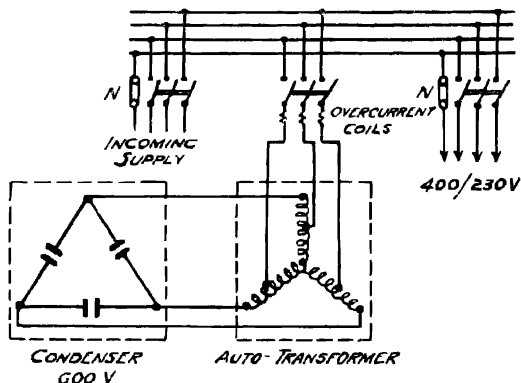 N
INCOMING
SUPPLY
OVERCURRENT
COILS
N
400/230V
CONDENSER
600 V
AUTO-TRANSFORMER